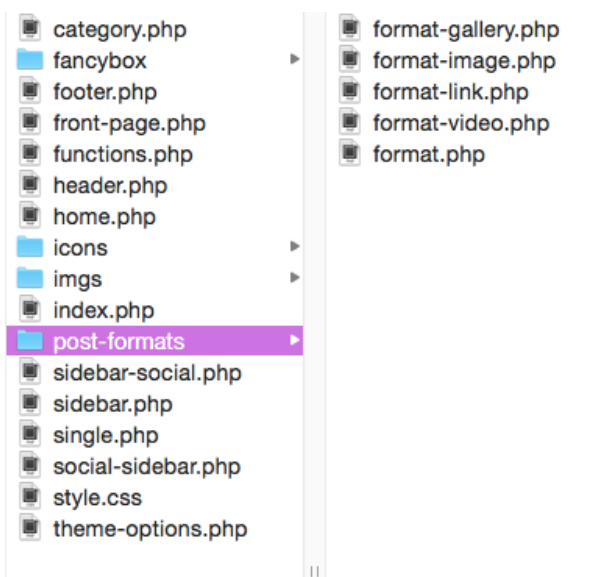 category.php
fancybox
footer.php
front-page.php
functions.php
header.php
home.php
icons
imgs
index.php
post-formats
sidebar-social.php
sidebar.php
single.php
social-sidebar.php
style.css
theme-options.php
format-gallery.php
format-image.php
format-link.php
format-video.php
format.php